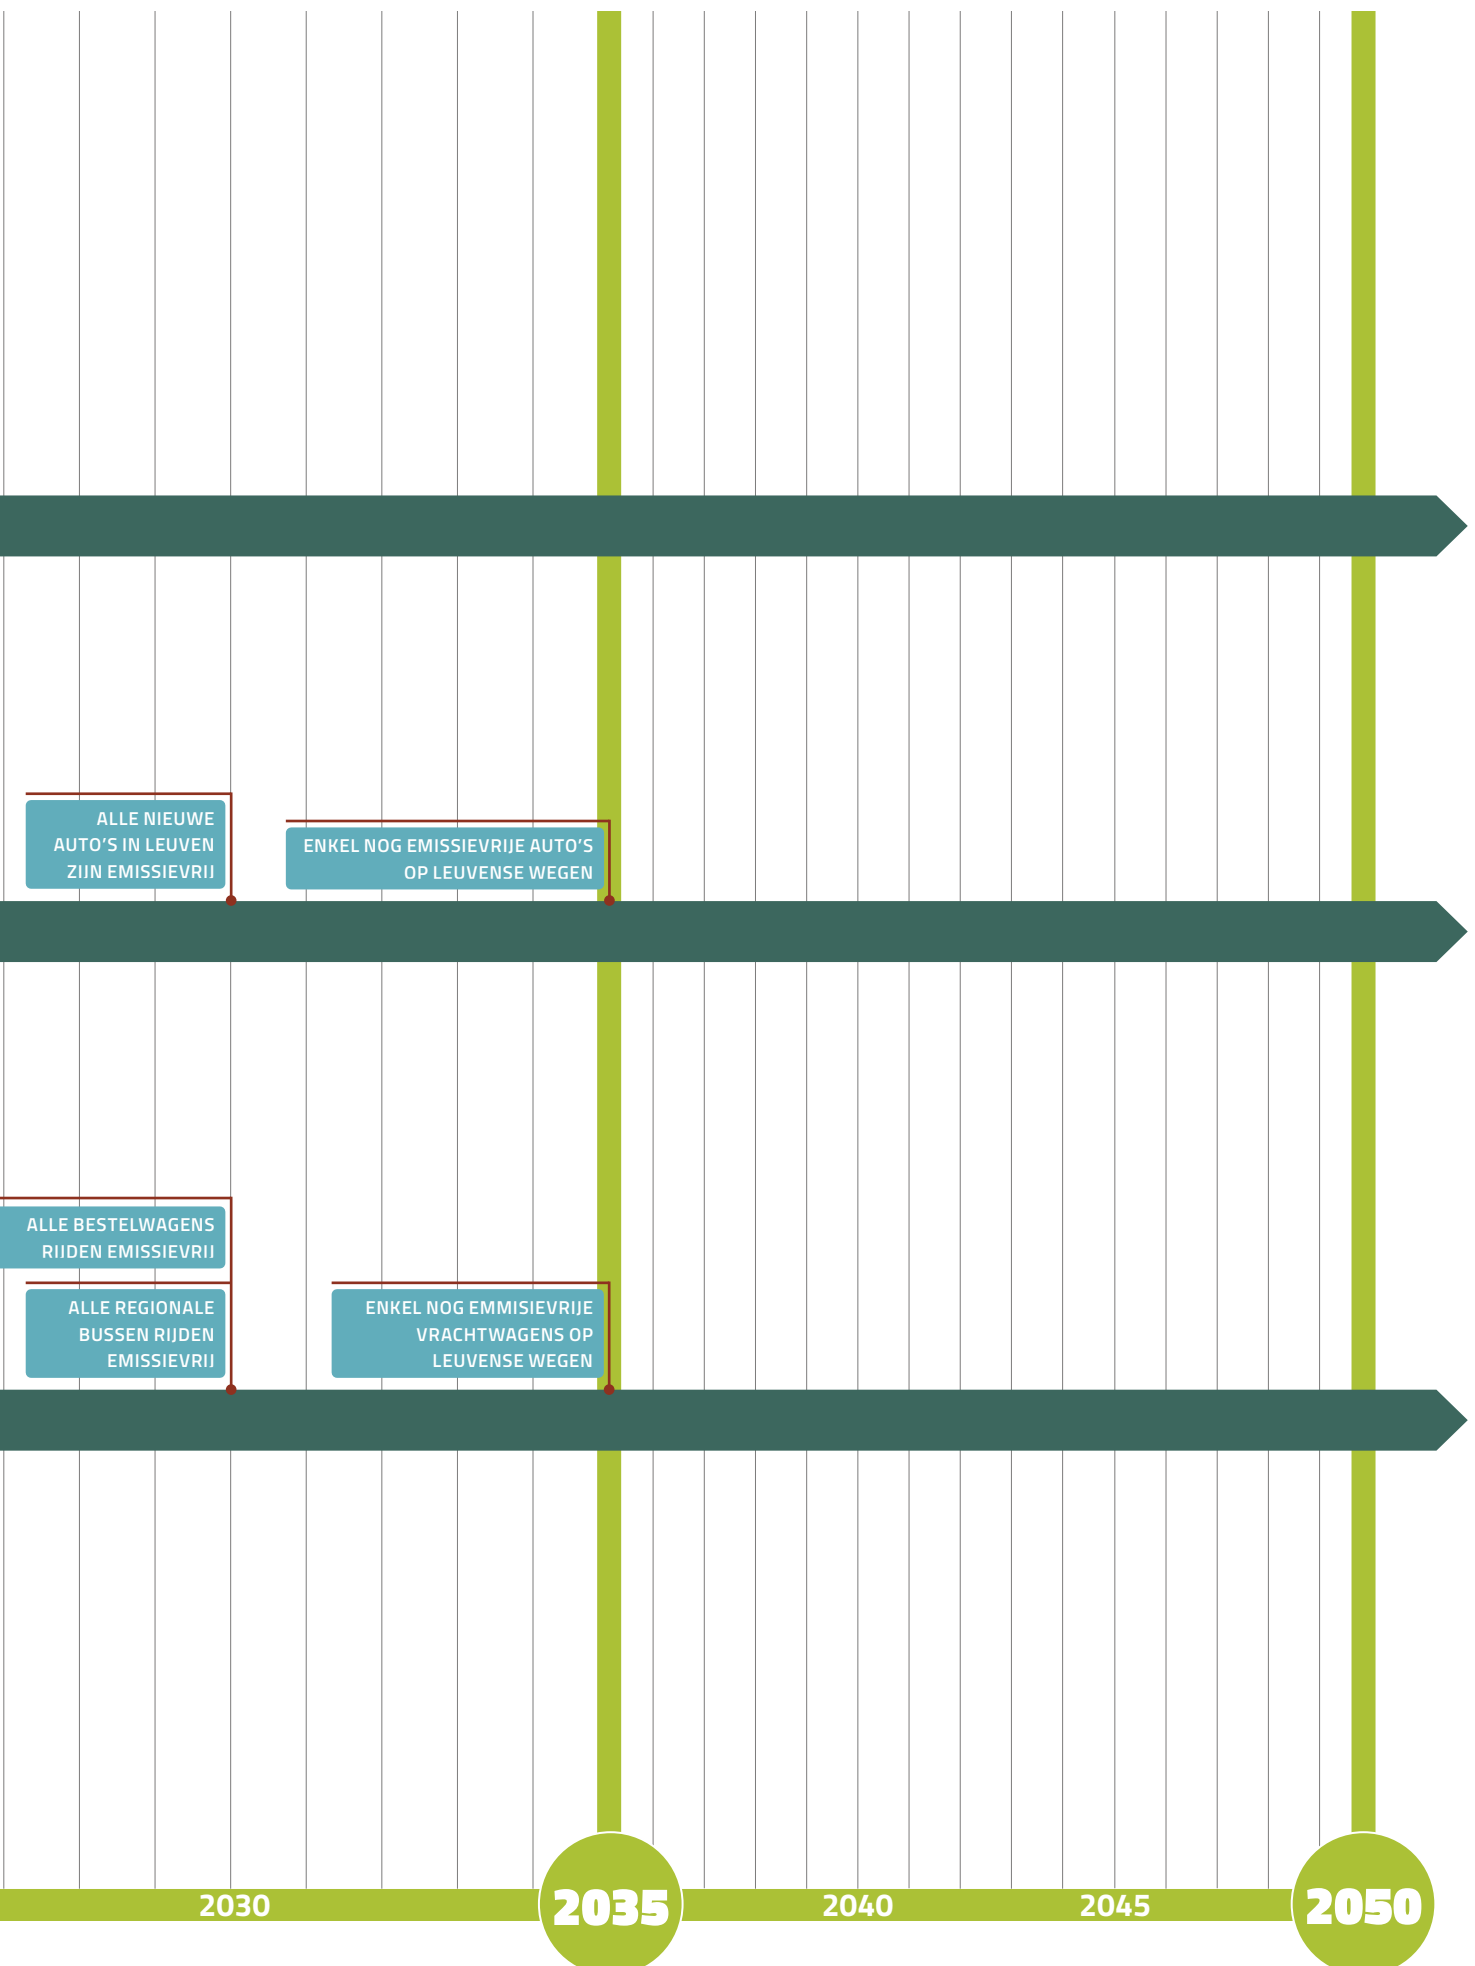 ALLE NIEUWE
AUTO'S IN LEUVEN
ZIJN EMISSIEVRIJ
ENKEL NOG EMISSIEVRIJE AUTO'S
OP LEUVENSE WEGEN
ALLE BESTELWAGENS
RIJDEN EMISSIEVRIJ
ALLE REGIONALE
BUSSEN RIJDEN
EMISSIEVRIJ
ENKEL NOG EMMISIEVRIJE
VRACHTWAGENS OP
LEUVENSE WEGEN
2030
2035
2040
2045
2050